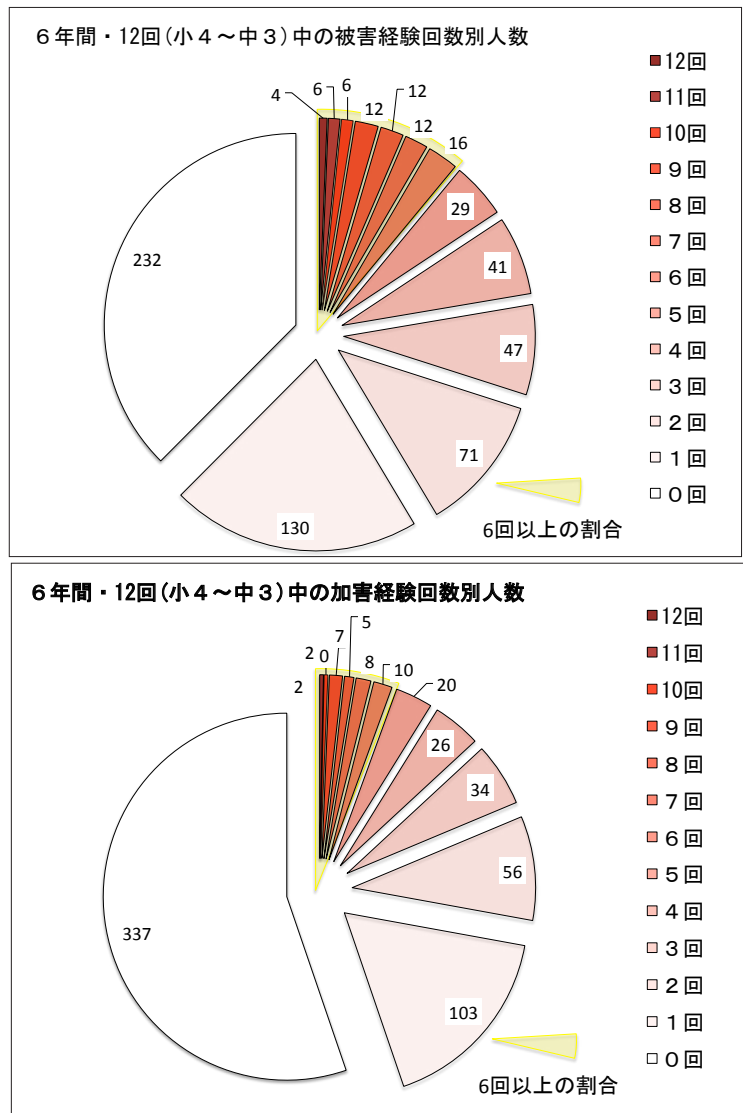 ６年間・12回(小４～中３)中の被害経験回数別人数
4
6
6
12
12
12
16
29
41
47
71
130
232
12回
11回
10回
９回
８回
７回
６回
５回
４回
３回
２回
１回
０回
6回以上の割合
６年間・12回(小４～中３)中の加害経験回数別人数
2
2
0
7
5
8
10
20
26
34
56
103
337
12回
11回
10回
９回
８回
７回
６回
５回
４回
３回
２回
１回
０回
6回以上の割合